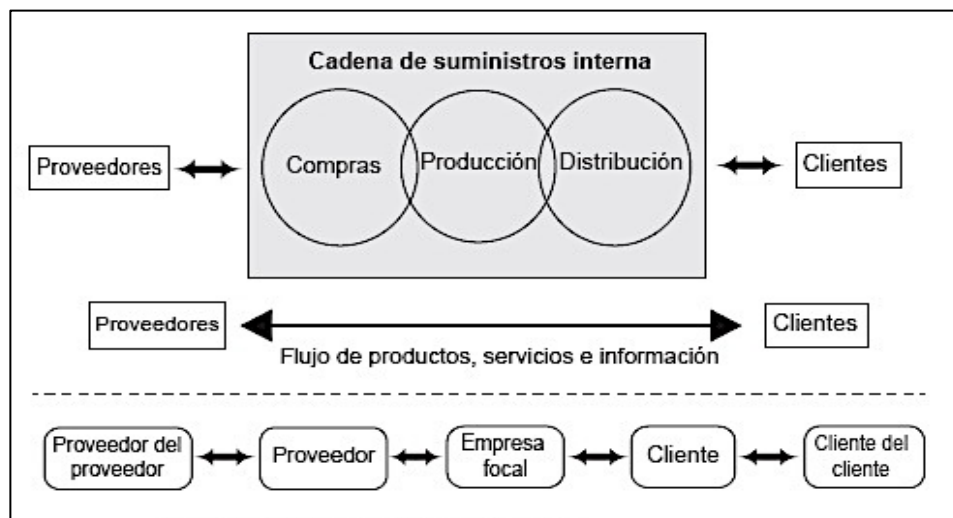 Cadena de suministros interna
Proveedores
Compras
Producción
Distribución
Clientes
Proveedores
Clientes
Flujo de productos, servicios e información
Proveedor del
proveedor
Proveedor
Empresa
focal
Cliente
Cliente del
cliente